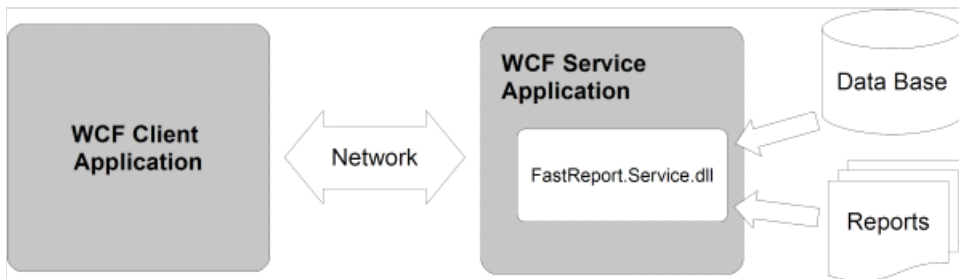 WCF Client
Application
Network
WCF Service
Application
FastReport.Service.dll
Data Base
Reports